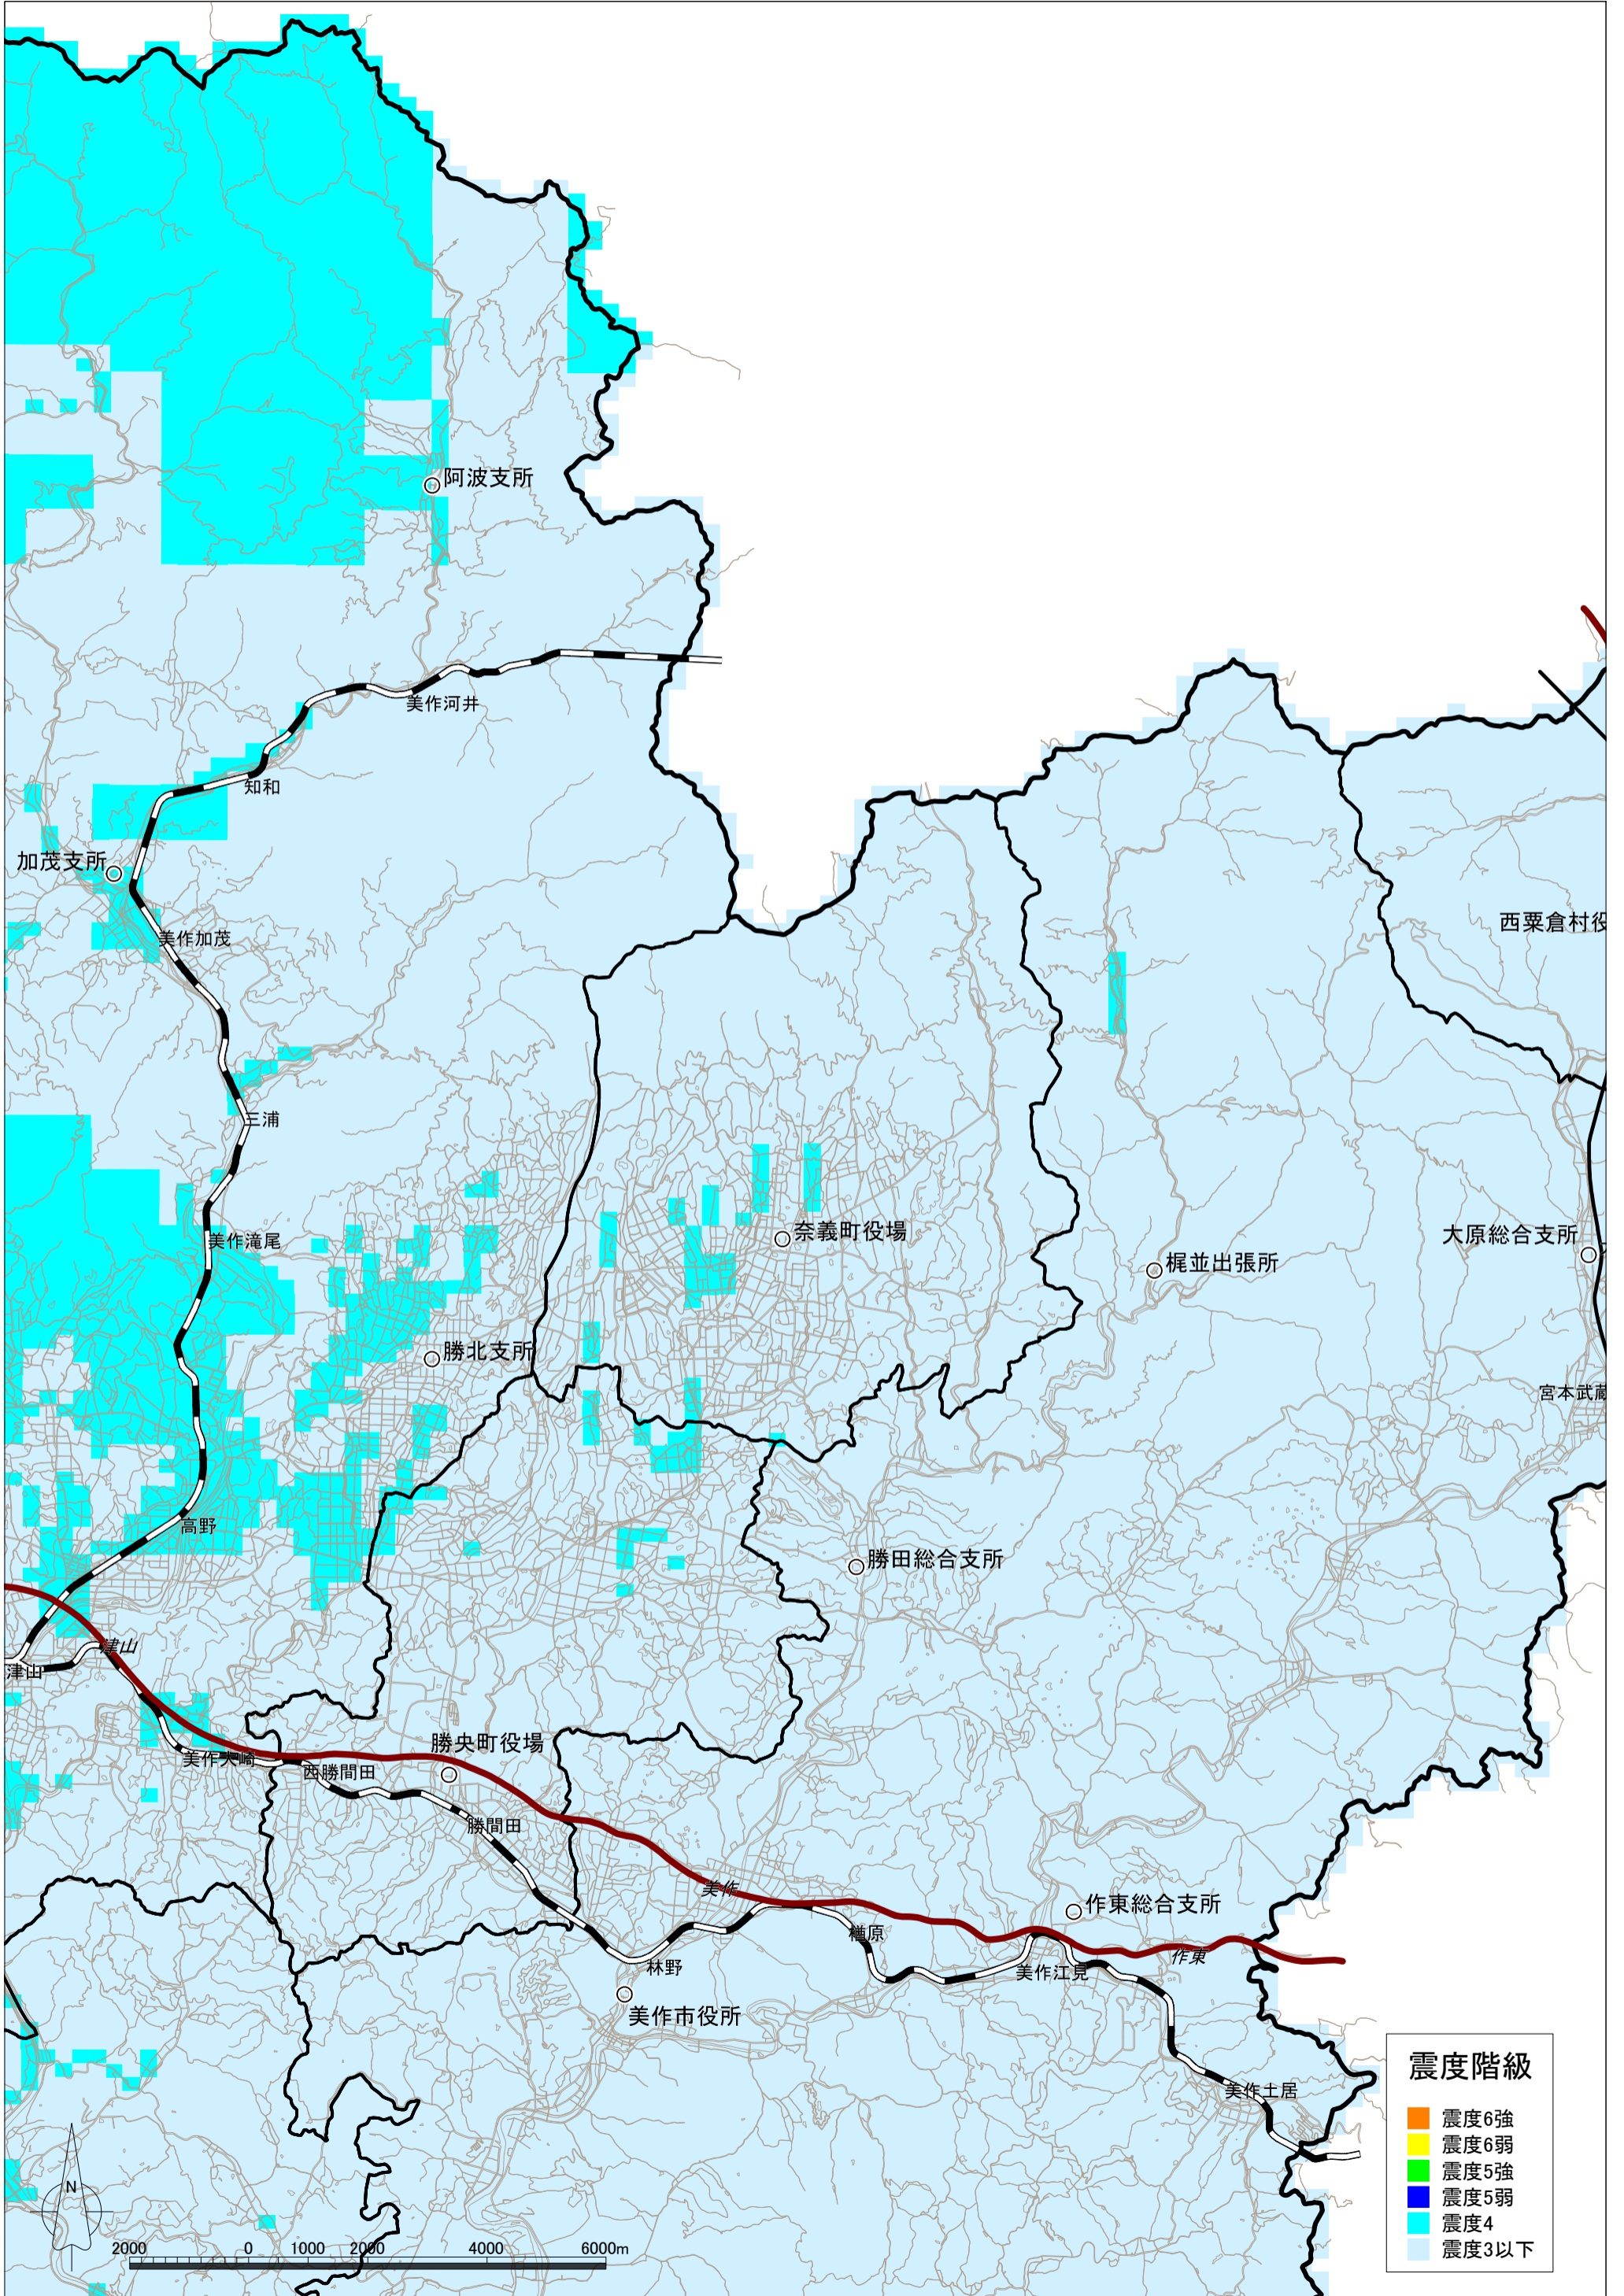 阿波支所
美作河井
知和
加茂支所
美作加茂
西粟倉村役
三浦
美作滝尾
奈義町役場
大原総合支所
梶並出張所
勝北支所
宮本武蔵
高野
勝田総合支所
津山
津山
勝央町役場
美作大崎
西勝間田
勝間田
美作
作東総合支所
楢原
作東
林野
美作江見
美作市役所
美作土居
震度階級
震度6強
震度6弱
震度5強
震度5弱
震度4
震度3以下
N
2000 0 1000 2000 4000 6000m